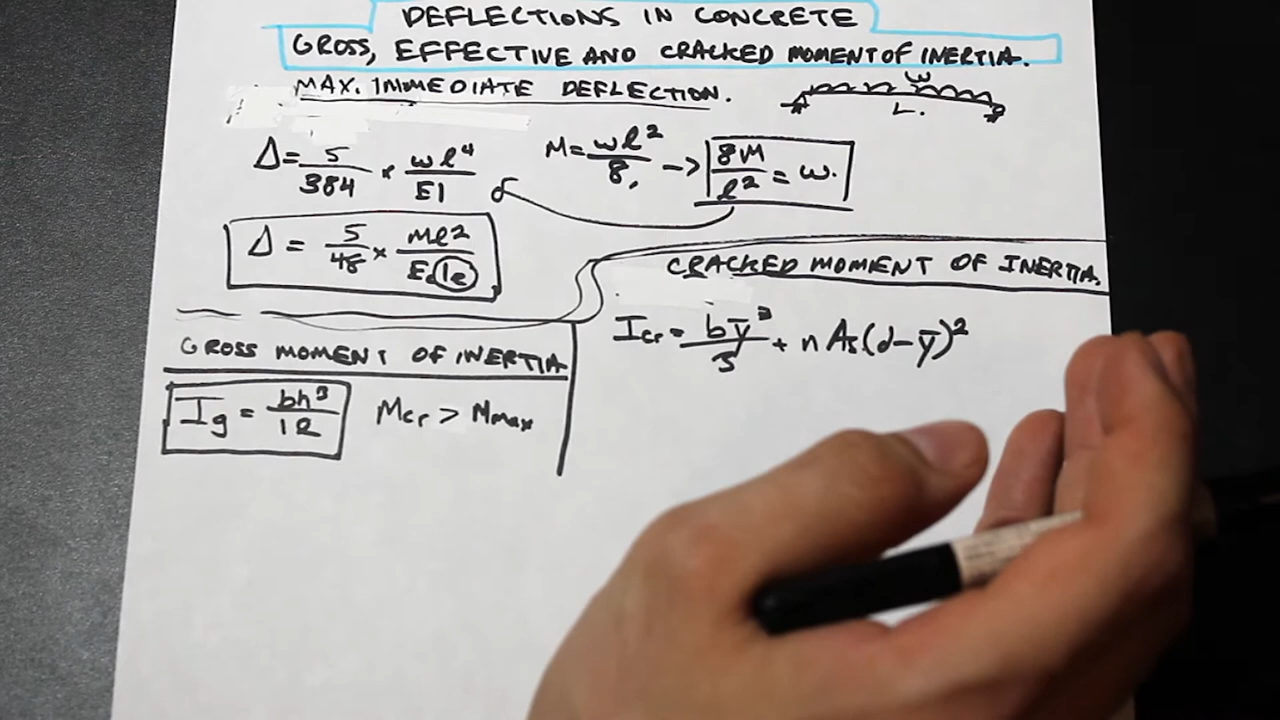 DEFLECTIONS IN CONCRETE
GROSS, EFFECTIVE AND CRACKED MOMENT OF INERTIA.
MAX. IMMEDIATE DEFLECTION.
w
L.
Δ = 5/384 × wl⁴/EI
M = wl²/8, → 8M/l² = w.
Δ = 5/48 × Ml²/EcIe
CRACKED MOMENT OF INERTIA.
Icr = bȳ³/3 + nAs(d-ȳ)²
GROSS MOMENT OF INERTIA
Ig = bh³/12 Mcr > Mmax